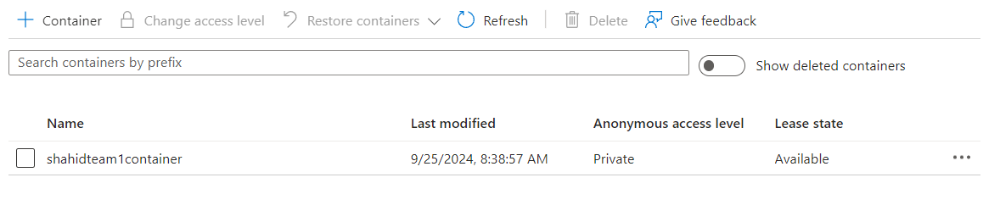 Container Change access level Restore containers Refresh Delete Give feedback
Search containers by prefix Show deleted containers
Name Last modified Anonymous access level Lease state
shahidteam1container 9/25/2024, 8:38:57 AM Private Available